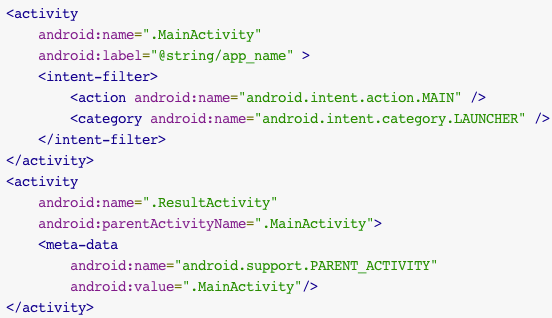 <activity
    android:name=".MainActivity"
    android:label="@string/app_name" >
    <intent-filter>
        <action android:name="android.intent.action.MAIN" />
        <category android:name="android.intent.category.LAUNCHER" />
    </intent-filter>
</activity>
<activity
    android:name=".ResultActivity"
    android:parentActivityName=".MainActivity">
    <meta-data
        android:name="android.support.PARENT_ACTIVITY"
        android:value=".MainActivity"/>
</activity>